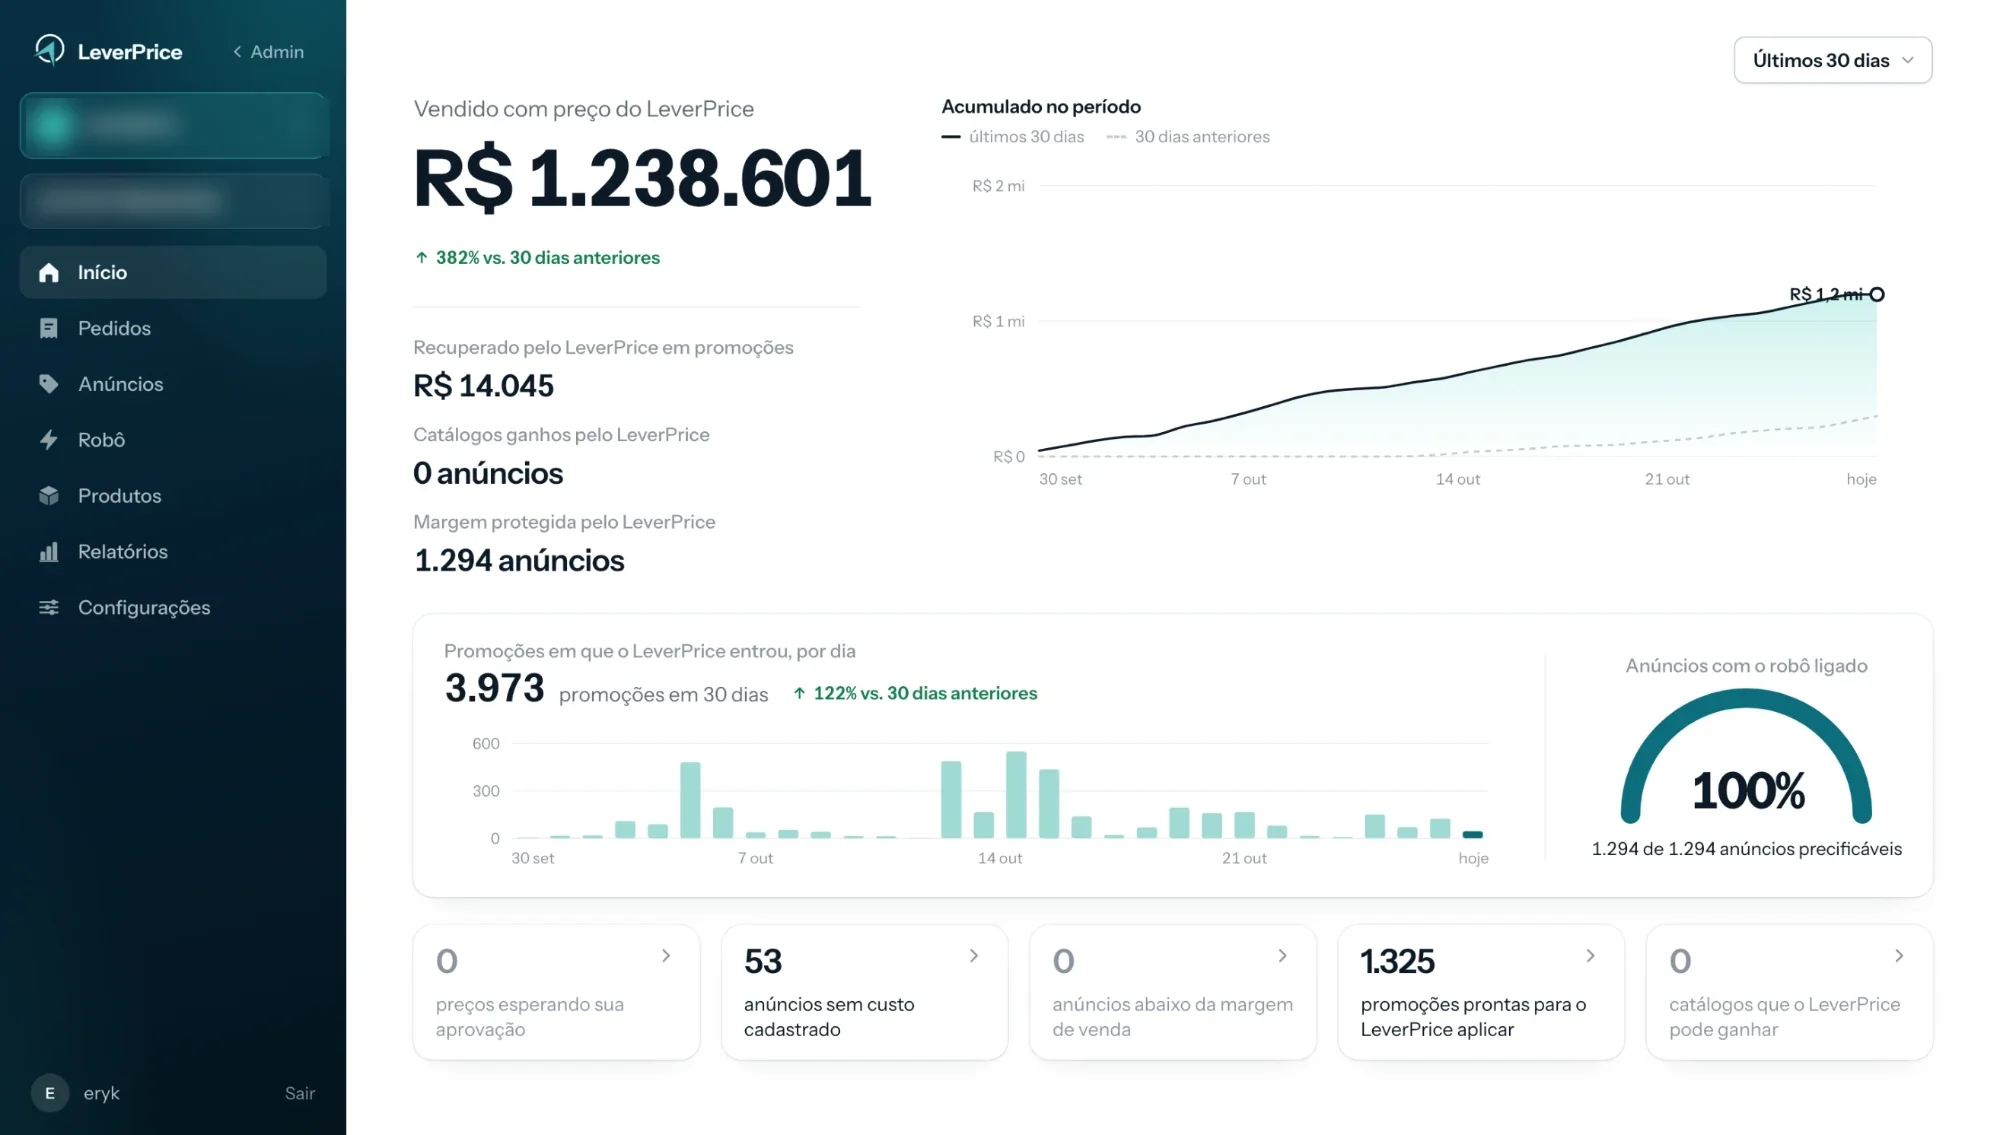 LeverPrice
Admin
Início
Pedidos
Anúncios
Robô
Produtos
Relatórios
Configurações
E
eryk
Sair
Últimos 30 dias
Vendido com preço do LeverPrice
R$ 1.238.601
↑ 382% vs. 30 dias anteriores
Recuperado pelo LeverPrice em promoções
R$ 14.045
Catálogos ganhos pelo LeverPrice
0 anúncios
Margem protegida pelo LeverPrice
1.294 anúncios
Acumulado no período
últimos 30 dias
30 dias anteriores
R$ 2 mi
R$ 1,2 mi
R$ 1 mi
R$ 0
30 set
7 out
14 out
21 out
hoje
Promoções em que o LeverPrice entrou, por dia
3.973 promoções em 30 dias ↑ 122% vs. 30 dias anteriores
600
300
0
30 set
7 out
14 out
21 out
hoje
Anúncios com o robô ligado
100%
1.294 de 1.294 anúncios precificáveis
0
preços esperando sua
aprovação
53
anúncios sem custo
cadastrado
0
anúncios abaixo da margem
de venda
1.325
promoções prontas para o
LeverPrice aplicar
0
catálogos que o LeverPrice
pode ganhar